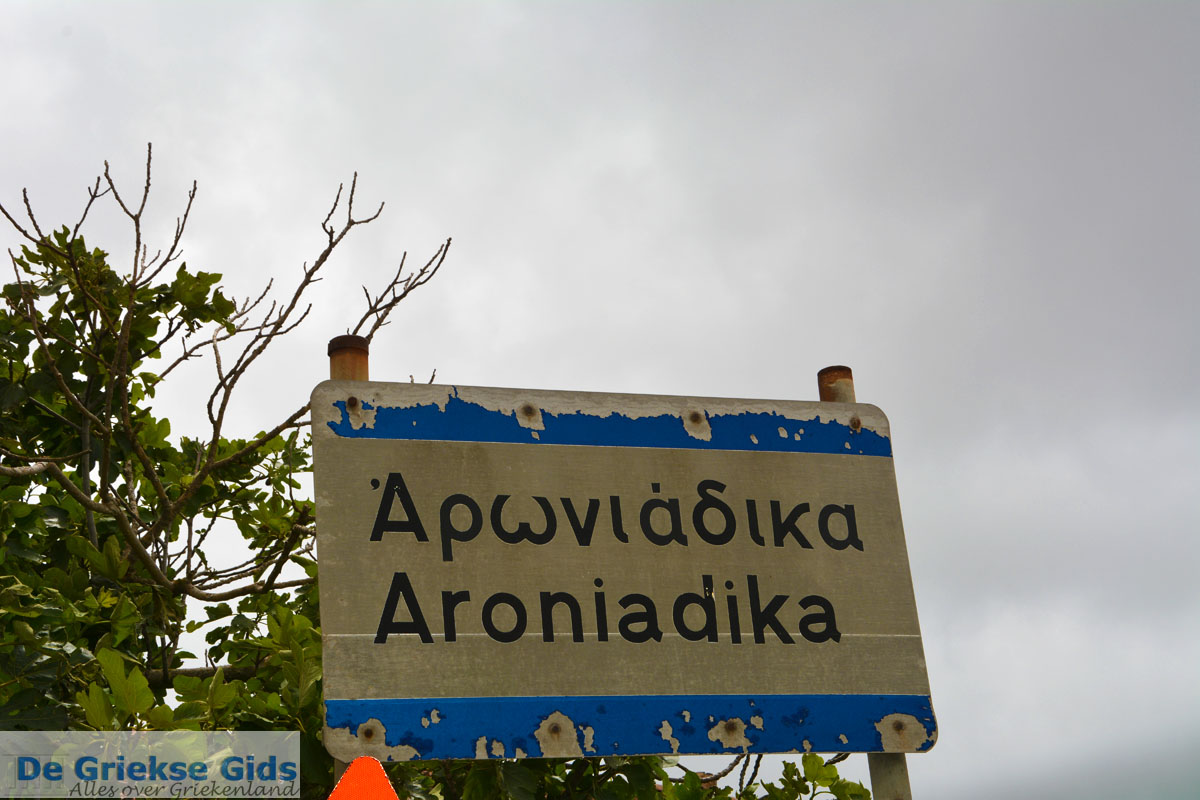 Ἀρωνιάδικα
Aroniadika
De Griekse Gids
Alles over Griekenland